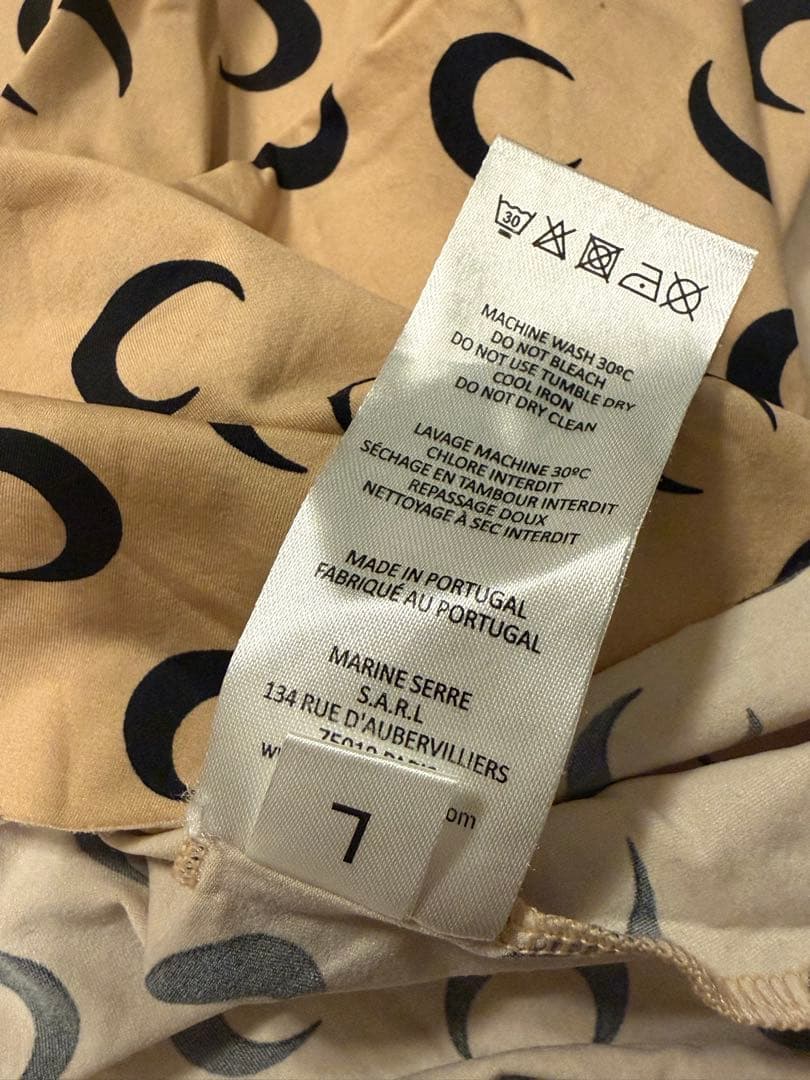 30
MACHINE WASH 30ºC
DO NOT BLEACH
DO NOT USE TUMBLE DRY
COOL IRON
DO NOT DRY CLEAN
LAVAGE MACHINE 30ºC
CHLORE INTERDIT
SÉCHAGE EN TAMBOUR INTERDIT
REPASSAGE DOUX
NETTOYAGE À SEC INTERDIT
MADE IN PORTUGAL
FABRIQUÉ AU PORTUGAL
MARINE SERRE
S.A.R.L
134 RUE D'AUBERVILLIERS
L